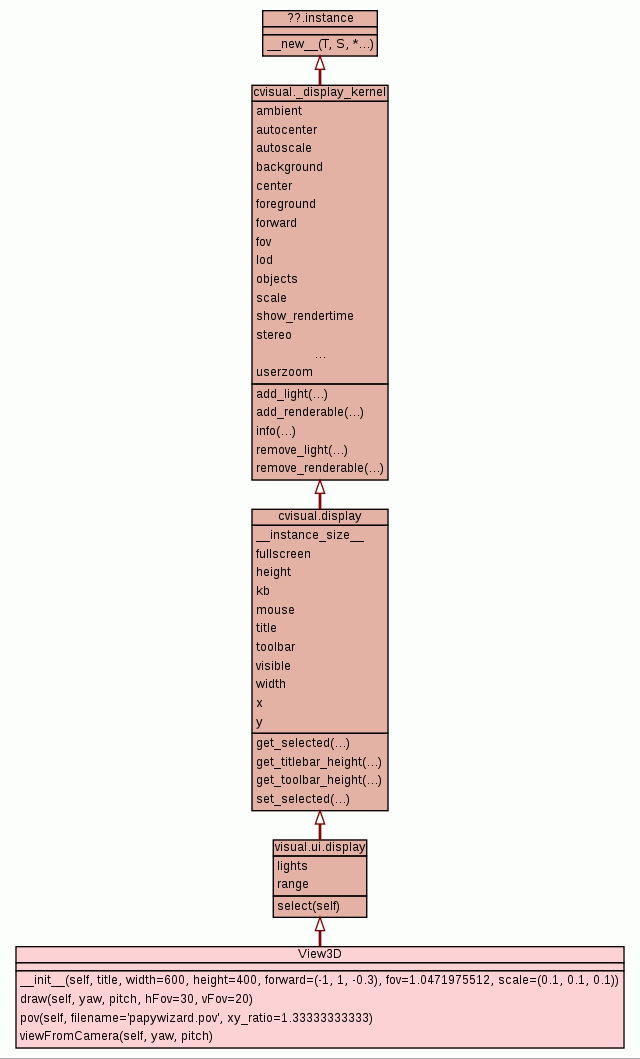 ??.instance
__new__(T, S, *...)
cvisual._display_kernel
ambient
autocenter
autoscale
background
center
foreground
forward
fov
lod
objects
scale
show_rendertime
stereo
...
userzoom
add_light(...)
add_renderable(...)
info(...)
remove_light(...)
remove_renderable(...)
cvisual.display
__instance_size__
fullscreen
height
kb
mouse
title
toolbar
visible
width
x
y
get_selected(...)
get_titlebar_height(...)
get_toolbar_height(...)
set_selected(...)
visual.ui.display
lights
range
select(self)
View3D
__init__(self, title, width=600, height=400, forward=(-1, 1, -0.3), fov=1.0471975512, scale=(0.1, 0.1, 0.1))
draw(self, yaw, pitch, hFov=30, vFov=20)
pov(self, filename='papywizard.pov', xy_ratio=1.33333333333)
viewFromCamera(self, yaw, pitch)